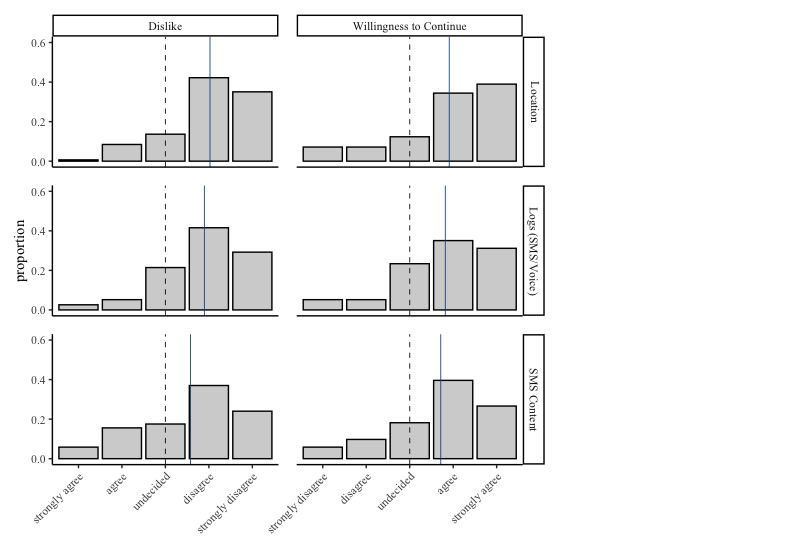 Dislike
Willingness to Continue
0.6
0.4
0.2
0.0
Location
0.6
0.4
0.2
0.0
Logs (SMS/Voice)
proportion
0.6
0.4
0.2
0.0
SMS Content
strongly agree
agree
undecided
disagree
strongly disagree
strongly disagree
disagree
undecided
agree
strongly agree